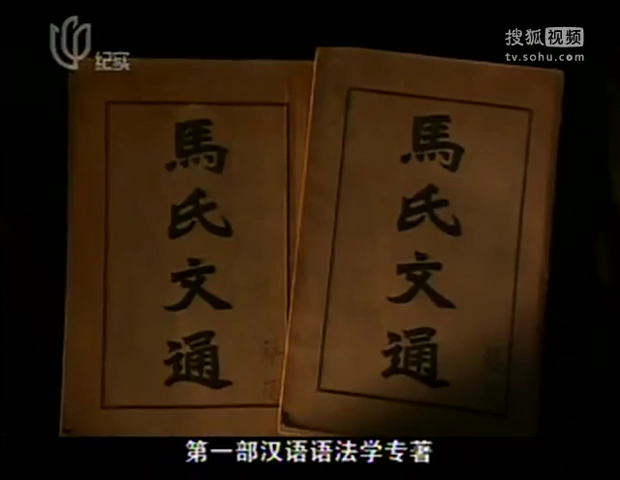 纪实
搜狐视频
tv.sohu.com
馬氏文通
馬氏文通
第一部汉语语法学专著